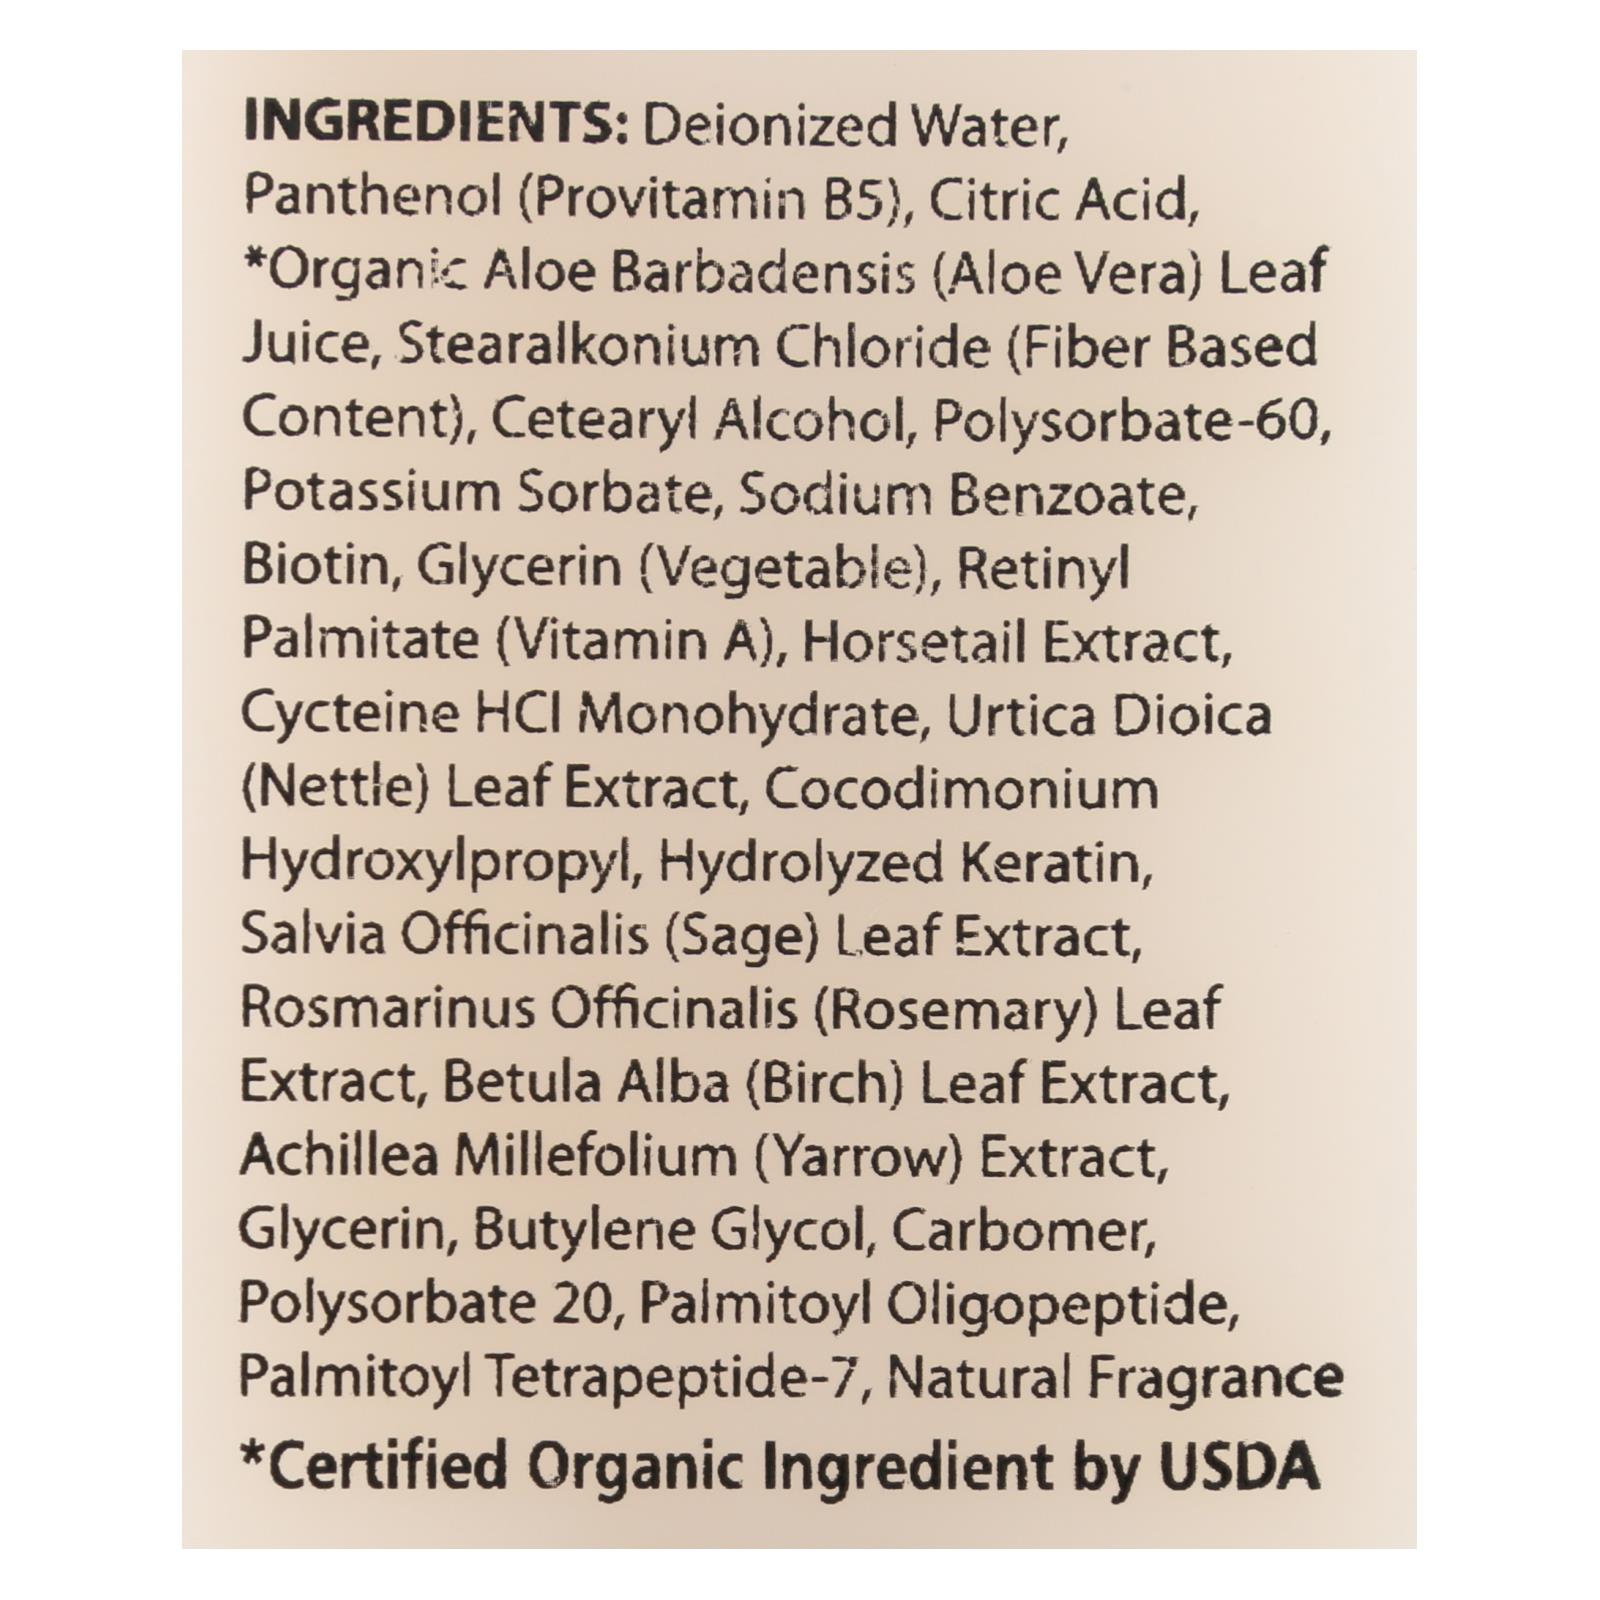 INGREDIENTS: Deionized Water,
Panthenol (Provitamin B5), Citric Acid,
*Organic Aloe Barbadensis (Aloe Vera) Leaf
Juice, Stearalkonium Chloride (Fiber Based
Content), Cetearyl Alcohol, Polysorbate-60,
Potassium Sorbate, Sodium Benzoate,
Biotin, Glycerin (Vegetable), Retinyl
Palmitate (Vitamin A), Horsetail Extract,
Cycteine HCl Monohydrate, Urtica Dioica
(Nettle) Leaf Extract, Cocodimonium
Hydroxylpropyl, Hydrolyzed Keratin,
Salvia Officinalis (Sage) Leaf Extract,
Rosmarinus Officinalis (Rosemary) Leaf
Extract, Betula Alba (Birch) Leaf Extract,
Achillea Millefolium (Yarrow) Extract,
Glycerin, Butylene Glycol, Carbomer,
Polysorbate 20, Palmitoyl Oligopeptide,
Palmitoyl Tetrapeptide-7, Natural Fragrance
*Certified Organic Ingredient by USDA